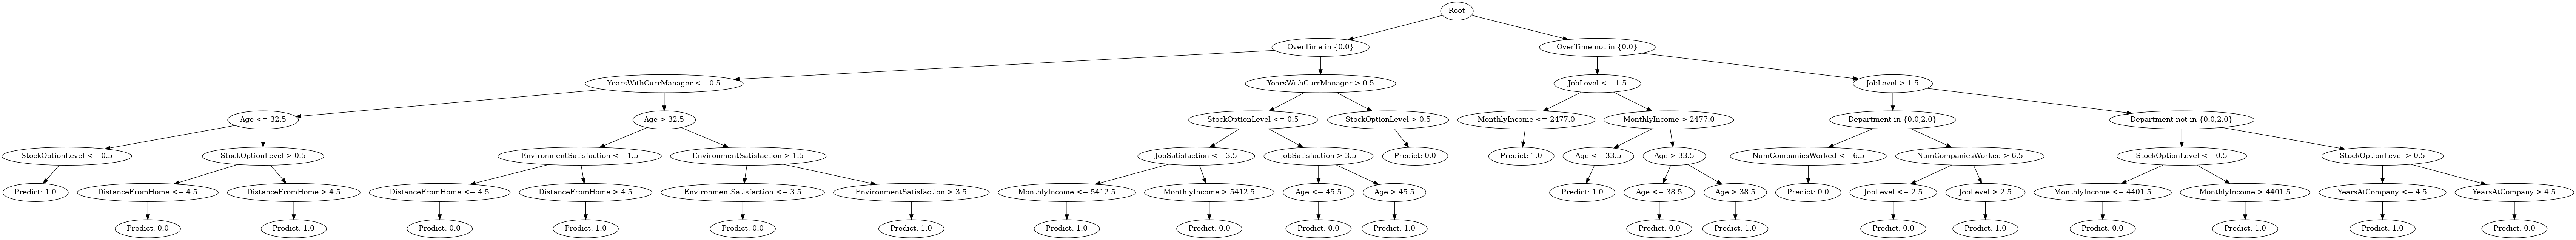 Root
OverTime in {0.0}
OverTime not in {0.0}
YearsWithCurrManager <= 0.5
YearsWithCurrManager > 0.5
JobLevel <= 1.5
JobLevel > 1.5
Age <= 32.5
Age > 32.5
StockOptionLevel <= 0.5
StockOptionLevel > 0.5
MonthlyIncome <= 2477.0
MonthlyIncome > 2477.0
Department in {0.0,2.0}
Department not in {0.0,2.0}
StockOptionLevel <= 0.5
StockOptionLevel > 0.5
EnvironmentSatisfaction <= 1.5
EnvironmentSatisfaction > 1.5
JobSatisfaction <= 3.5
JobSatisfaction > 3.5
Predict: 0.0
Predict: 1.0
Age <= 33.5
Age > 33.5
NumCompaniesWorked <= 6.5
NumCompaniesWorked > 6.5
StockOptionLevel <= 0.5
StockOptionLevel > 0.5
Predict: 1.0
DistanceFromHome <= 4.5
DistanceFromHome > 4.5
DistanceFromHome <= 4.5
DistanceFromHome > 4.5
EnvironmentSatisfaction <= 3.5
EnvironmentSatisfaction > 3.5
MonthlyIncome <= 5412.5
MonthlyIncome > 5412.5
Age <= 45.5
Age > 45.5
Predict: 1.0
Age <= 38.5
Age > 38.5
Predict: 0.0
JobLevel <= 2.5
JobLevel > 2.5
MonthlyIncome <= 4401.5
MonthlyIncome > 4401.5
YearsAtCompany <= 4.5
YearsAtCompany > 4.5
Predict: 0.0
Predict: 1.0
Predict: 0.0
Predict: 1.0
Predict: 0.0
Predict: 1.0
Predict: 1.0
Predict: 0.0
Predict: 0.0
Predict: 1.0
Predict: 0.0
Predict: 1.0
Predict: 0.0
Predict: 1.0
Predict: 0.0
Predict: 1.0
Predict: 1.0
Predict: 0.0